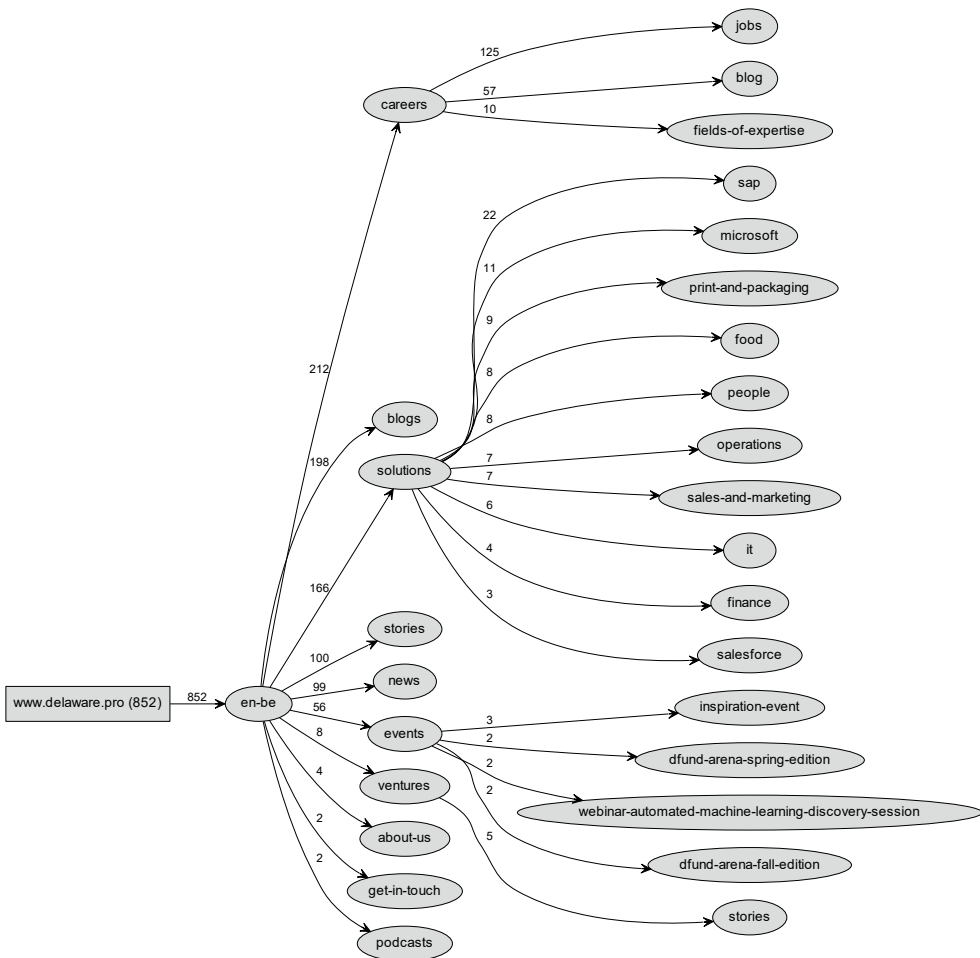 jobs
125
57
blog
careers
10
fields-of-expertise
sap
22
microsoft
11
print-and-packaging
9
food
212
8
people
blogs
8
operations
198
solutions
7
7
sales-and-marketing
6
it
4
166
3
finance
stories
salesforce
100
news
www.delaware.pro (852)
852
en-be
99
56
inspiration-event
3
events
2
8
dfund-arena-spring-edition
2
4
ventures
2
webinar-automated-machine-learning-discovery-session
2
about-us
5
2
dfund-arena-fall-edition
get-in-touch
stories
podcasts